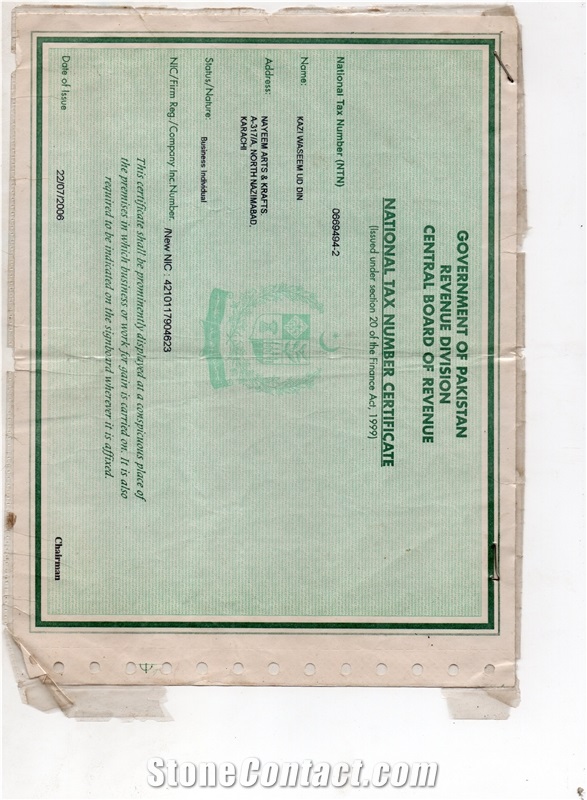 GOVERNMENT OF PAKISTAN
REVENUE DIVISION
CENTRAL BOARD OF REVENUE
NATIONAL TAX NUMBER CERTIFICATE
(Issued under section 20 of the Finance Act, 1999)
National Tax Number (NTN) 0669494-2
Name: KAZI WASEEM UD DIN
Address: NAYEEM ARTS & KRAFTS,
A-317/A, NORTH NAZIMABAD,
KARACHI
Status/Nature: Business Individual
NIC/Firm Reg./Company Inc.Number. /New NIC : 4210117904623
This certificate shall be prominently displayed at a conspicuous place of
the premises in which business or work for gain is carried on. It is also
required to be indicated on the signboard wherever it is affixed.
Date of Issue 22/07/2006
Chairman
StoneContact.com